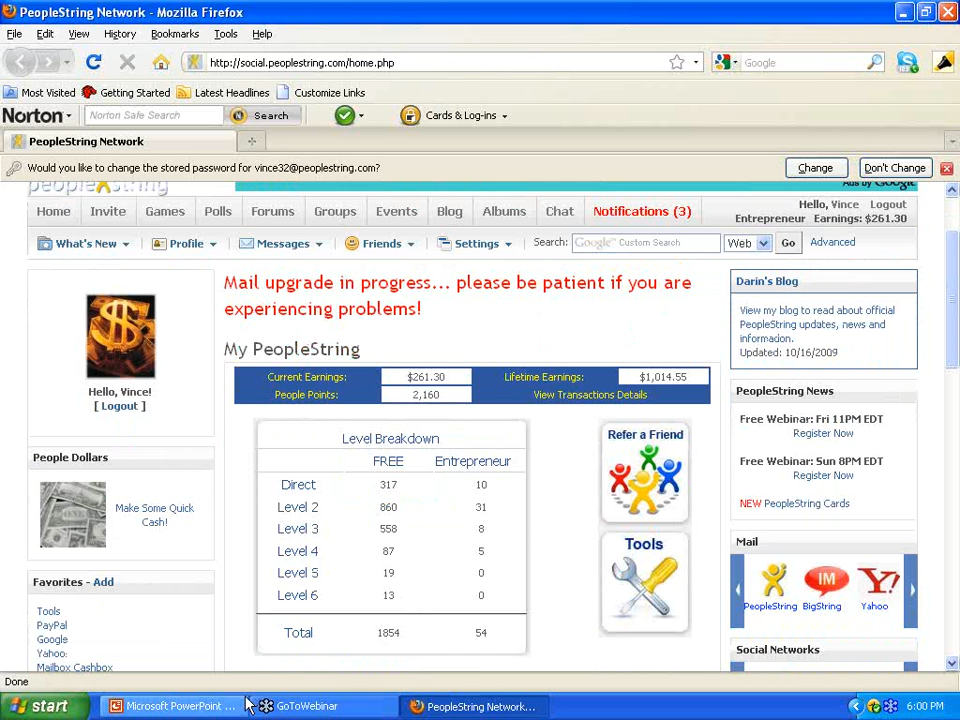 PeopleString Network - Mozilla Firefox
File Edit View History Bookmarks Tools Help
http://social.peoplestring.com/home.php
Google
Most Visited Getting Started Latest Headlines Customize Links
Norton Norton Safe Search Search Cards & Log-ins
PeopleString Network
Would you like to change the stored password for vince32@peoplestring.com? Change Don't Change
Ads by Google
Home Invite Games Polls Forums Groups Events Blog Albums Chat Notifications (3)
Hello, Vince Logout
Entrepreneur Earnings: $261.30
What's New Profile Messages Friends Settings Search: Google Custom Search Web Go Advanced
Hello, Vince!
[ Logout ]
People Dollars
Make Some Quick
Cash!
Favorites - Add
Tools
PayPal
Google
Yahoo:
Mailbox Cashbox
Mail upgrade in progress... please be patient if you are
experiencing problems!
My PeopleString
Current Earnings: $261.30 Lifetime Earnings: $1,014.55
People Points: 2,160 View Transactions Details
Level Breakdown
FREE Entrepreneur
Direct 317 10
Level 2 860 31
Level 3 558 8
Level 4 87 5
Level 5 19 0
Level 6 13 0
Total 1854 54
Refer a Friend
Tools
Darin's Blog
View my blog to read about official
PeopleString updates, news and
information.
Updated: 10/16/2009
PeopleString News
Free Webinar: Fri 11PM EDT
Register Now
Free Webinar: Sun 8PM EDT
Register Now
NEW PeopleString Cards
Mail
IM
Y!
PeopleString BigString Yahoo
Social Networks
Done
start Microsoft PowerPoint ... GoToWebinar PeopleString Network... 6:00 PM